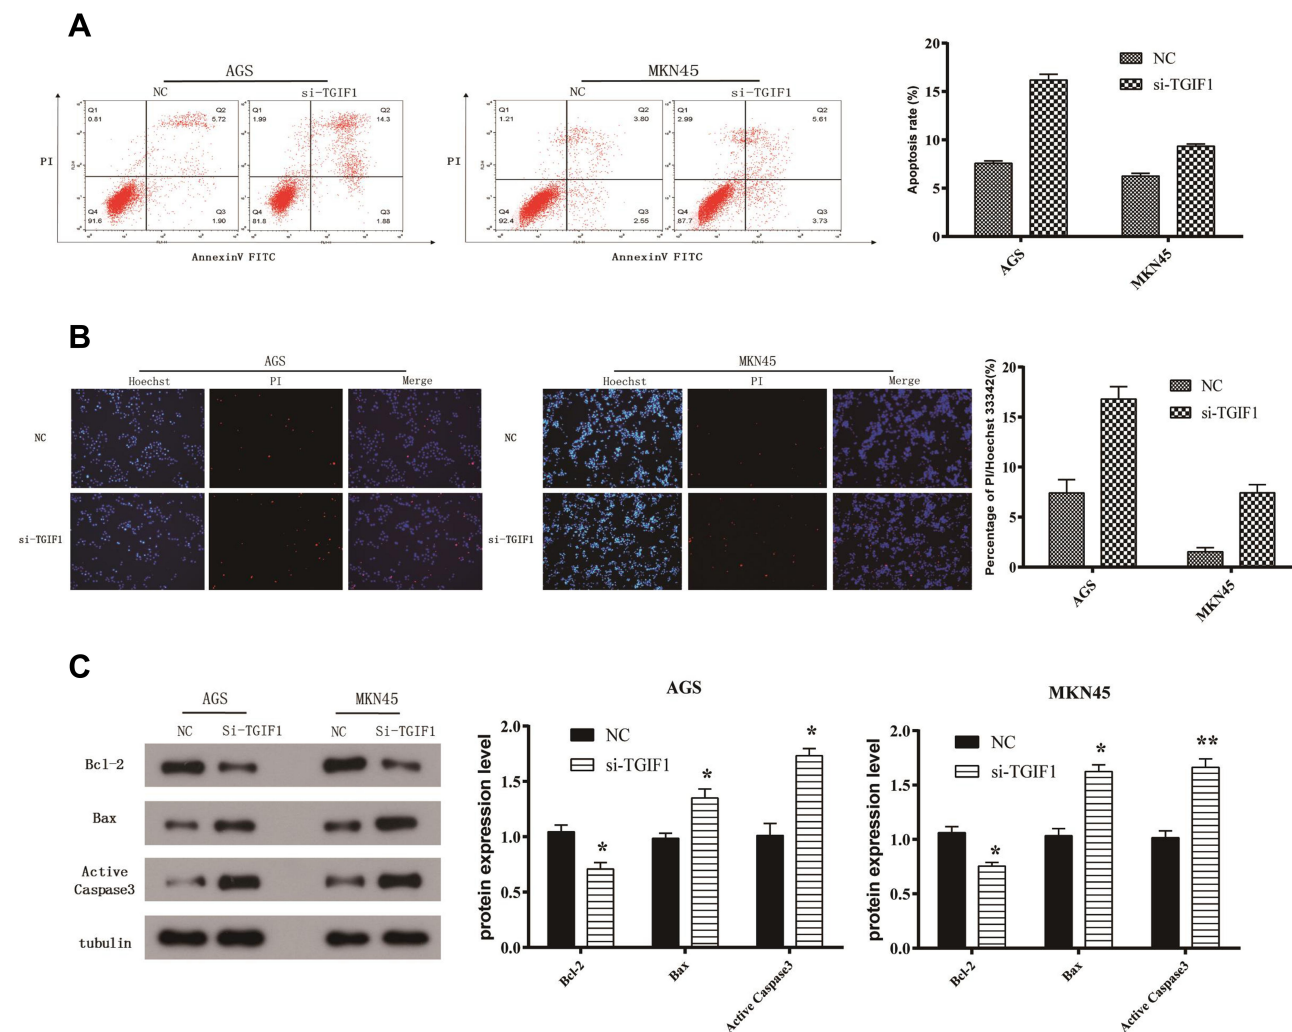 A
AGS
NC
si-TGIF1
PI
Q1
0.81
Q2
5.72
Q4
91.6
Q3
1.90
Q1
1.99
Q2
14.3
Q4
81.8
Q3
1.88
AnnexinV FITC
MKN45
NC
si-TGIF1
PI
Q1
1.21
Q2
3.80
Q4
92.4
Q3
2.55
Q1
2.99
Q2
5.61
Q4
87.7
Q3
3.73
AnnexinV FITC
Apoptosis rate (%)
20
15
10
5
0
NC
si-TGIF1
AGS
MKN45
B
AGS
Hoechst PI Merge
NC
si-TGIF1
MKN45
Hoechst PI Merge
NC
si-TGIF1
Percentage of PI/Hoechst 33342(%)
20
15
10
5
0
NC
si-TGIF1
AGS
MKN45
C
AGS MKN45
NC Si-TGIF1 NC Si-TGIF1
Bcl-2
Bax
Active
Caspase3
tubulin
AGS
protein expression level
2.0
1.5
1.0
0.5
0.0
NC
si-TGIF1
*
*
*
Bcl-2
Bax
Active Caspase3
MKN45
protein expression level
2.0
1.5
1.0
0.5
0.0
NC
si-TGIF1
*
*
**
Bcl-2
Bax
Active Caspase3